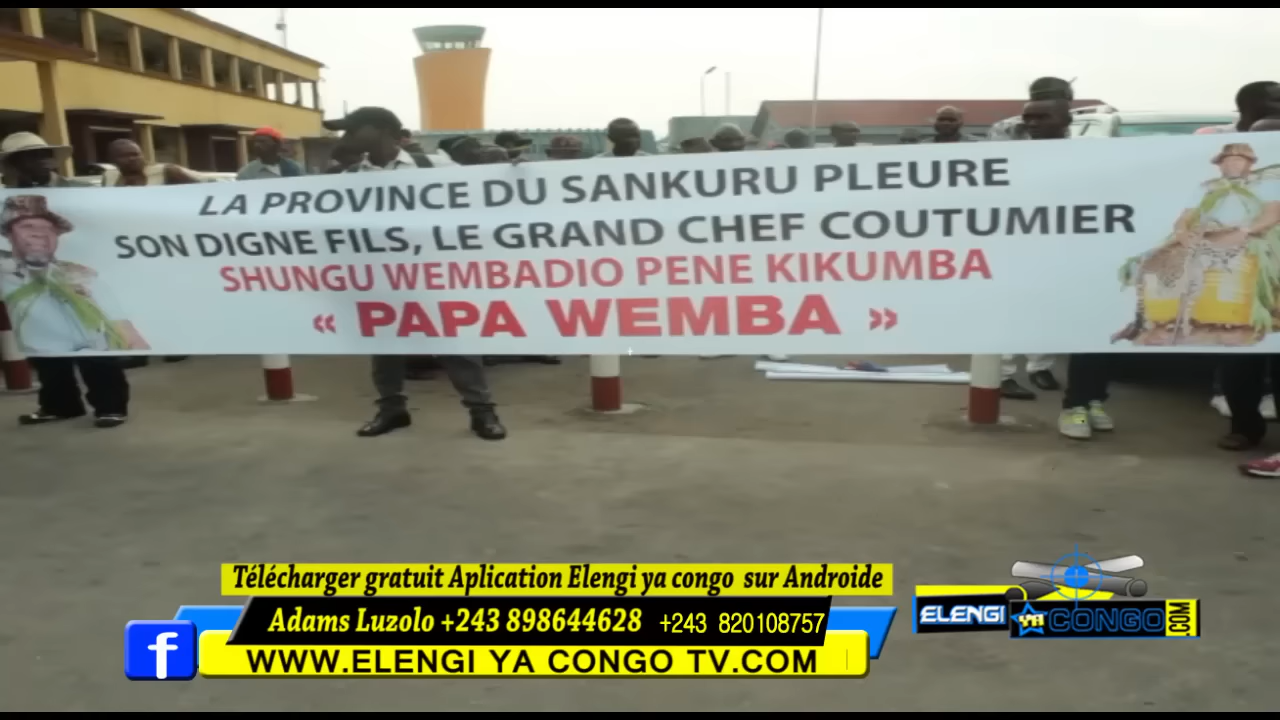 LA PROVINCE DU SANKURU PLEURE
SON DIGNE FILS, LE GRAND CHEF COUTUMIER
SHUNGU WEMBADIO PENE KIKUMBA
« PAPA WEMBA »
Télécharger gratuit Aplication Elengi ya congo sur Androide
Adams Luzolo +243 898644628 +243 820108757
f WWW.ELENGI YA CONGO TV.COM
ELENGI YA CONGO .COM